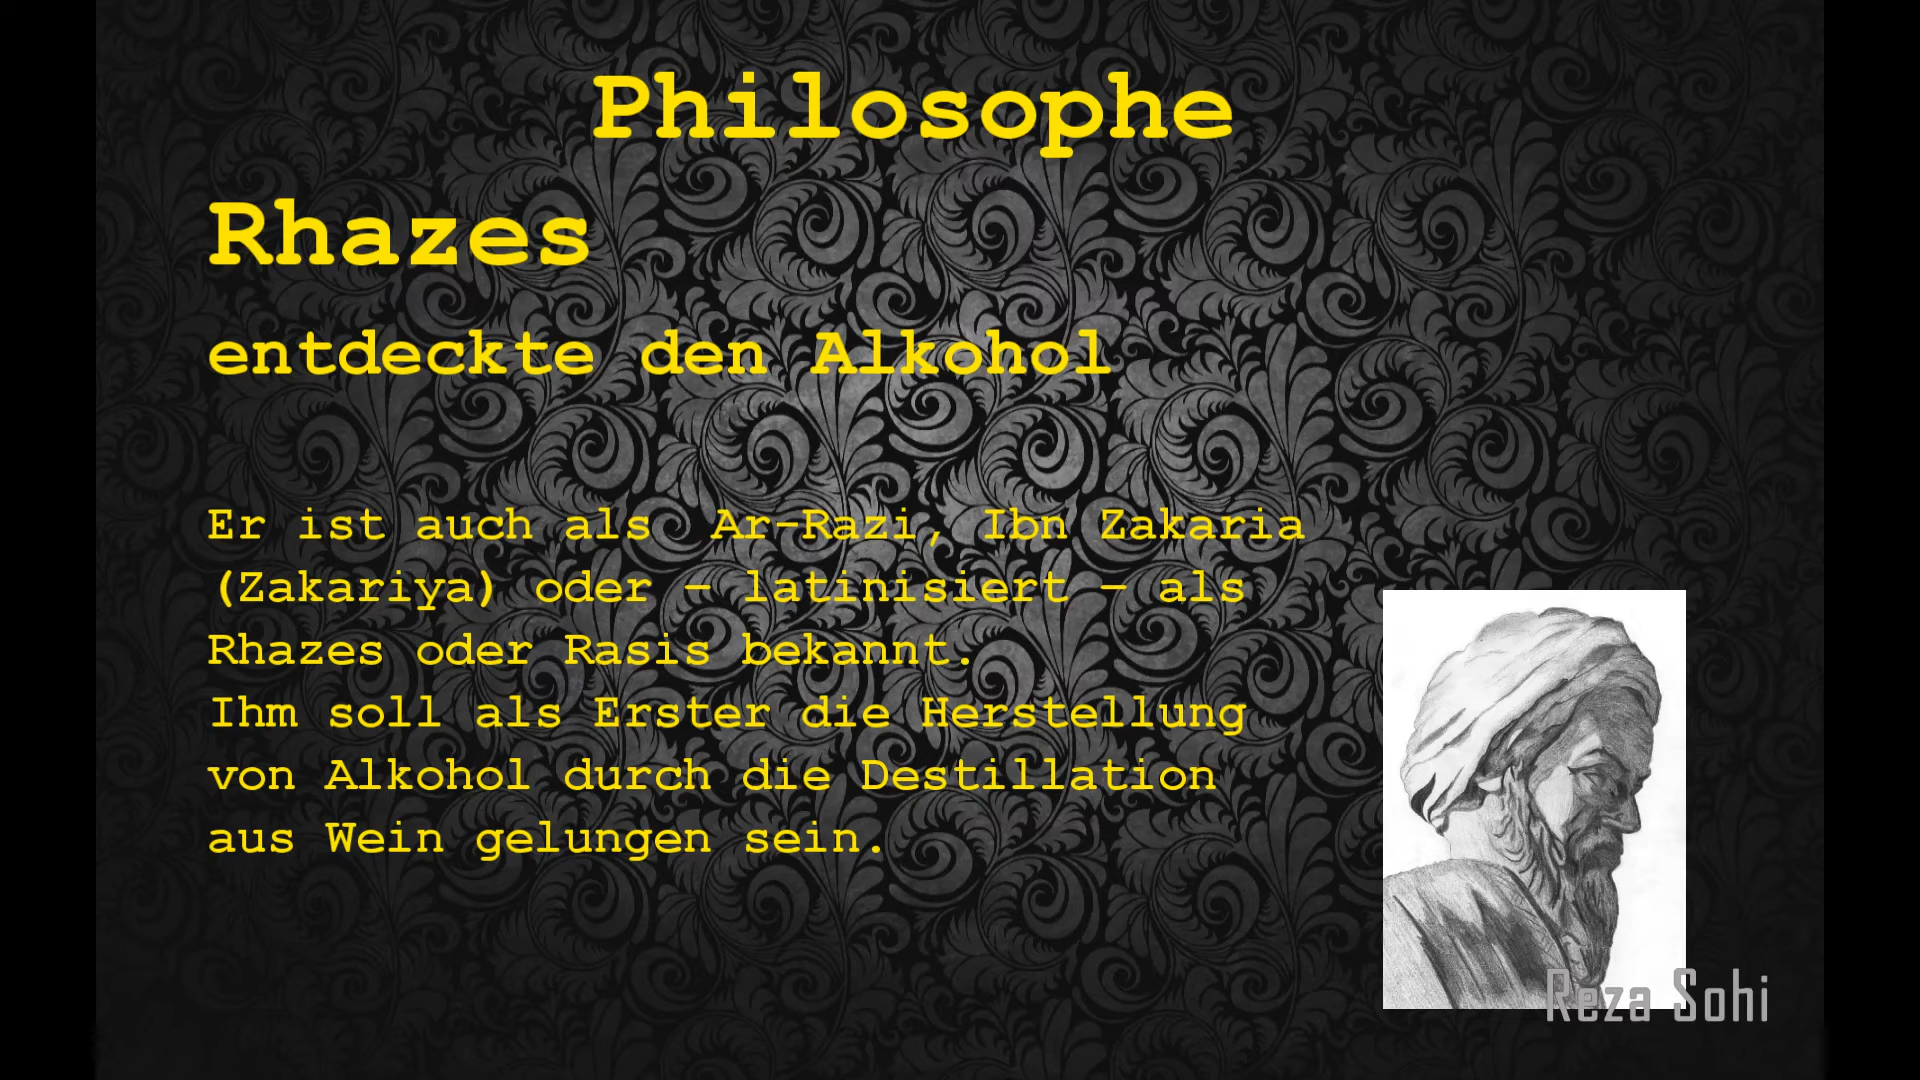 Philosophe
Rhazes
entdeckte den Alkohol
Er ist auch als  Ar-Razi, Ibn Zakaria
(Zakariya) oder – latinisiert – als
Rhazes oder Rasis bekannt.
Ihm soll als Erster die Herstellung
von Alkohol durch die Destillation
aus Wein gelungen sein.
Reza Sohi